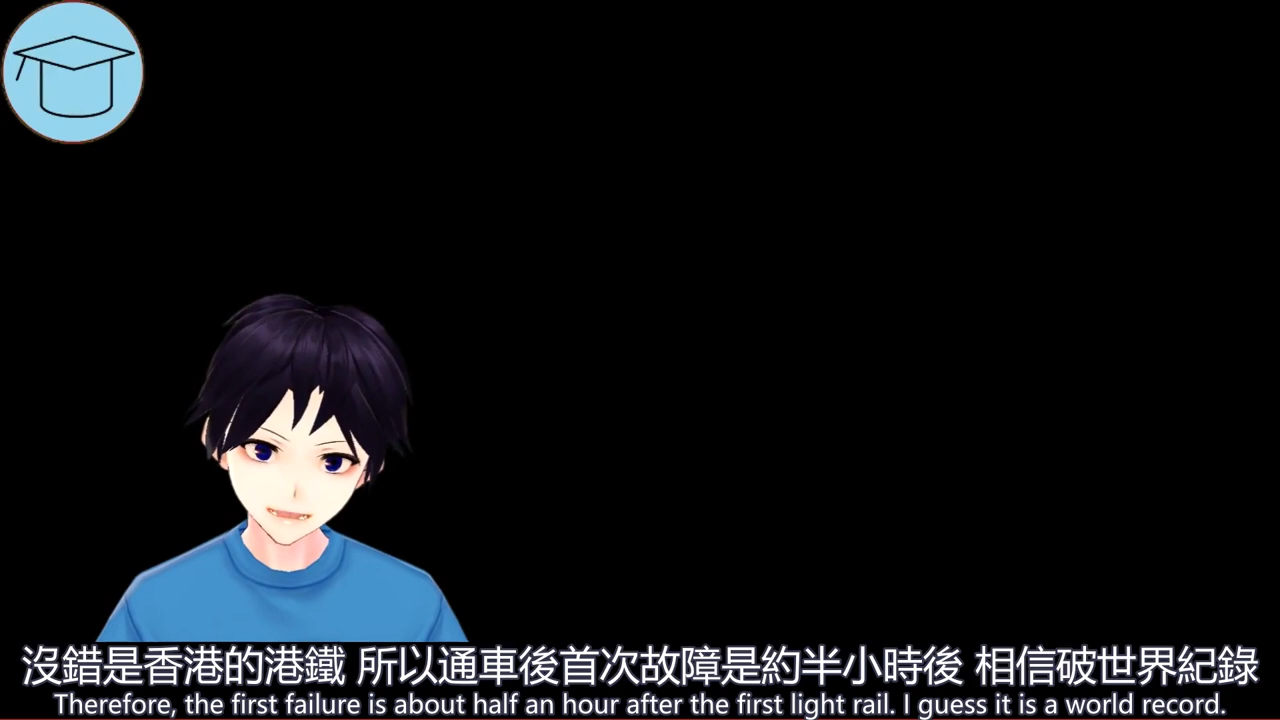 沒錯是香港的港鐵 所以通車後首次故障是約半小時後 相信破世界紀錄
Therefore, the first failure is about half an hour after the first light rail. I guess it is a world record.